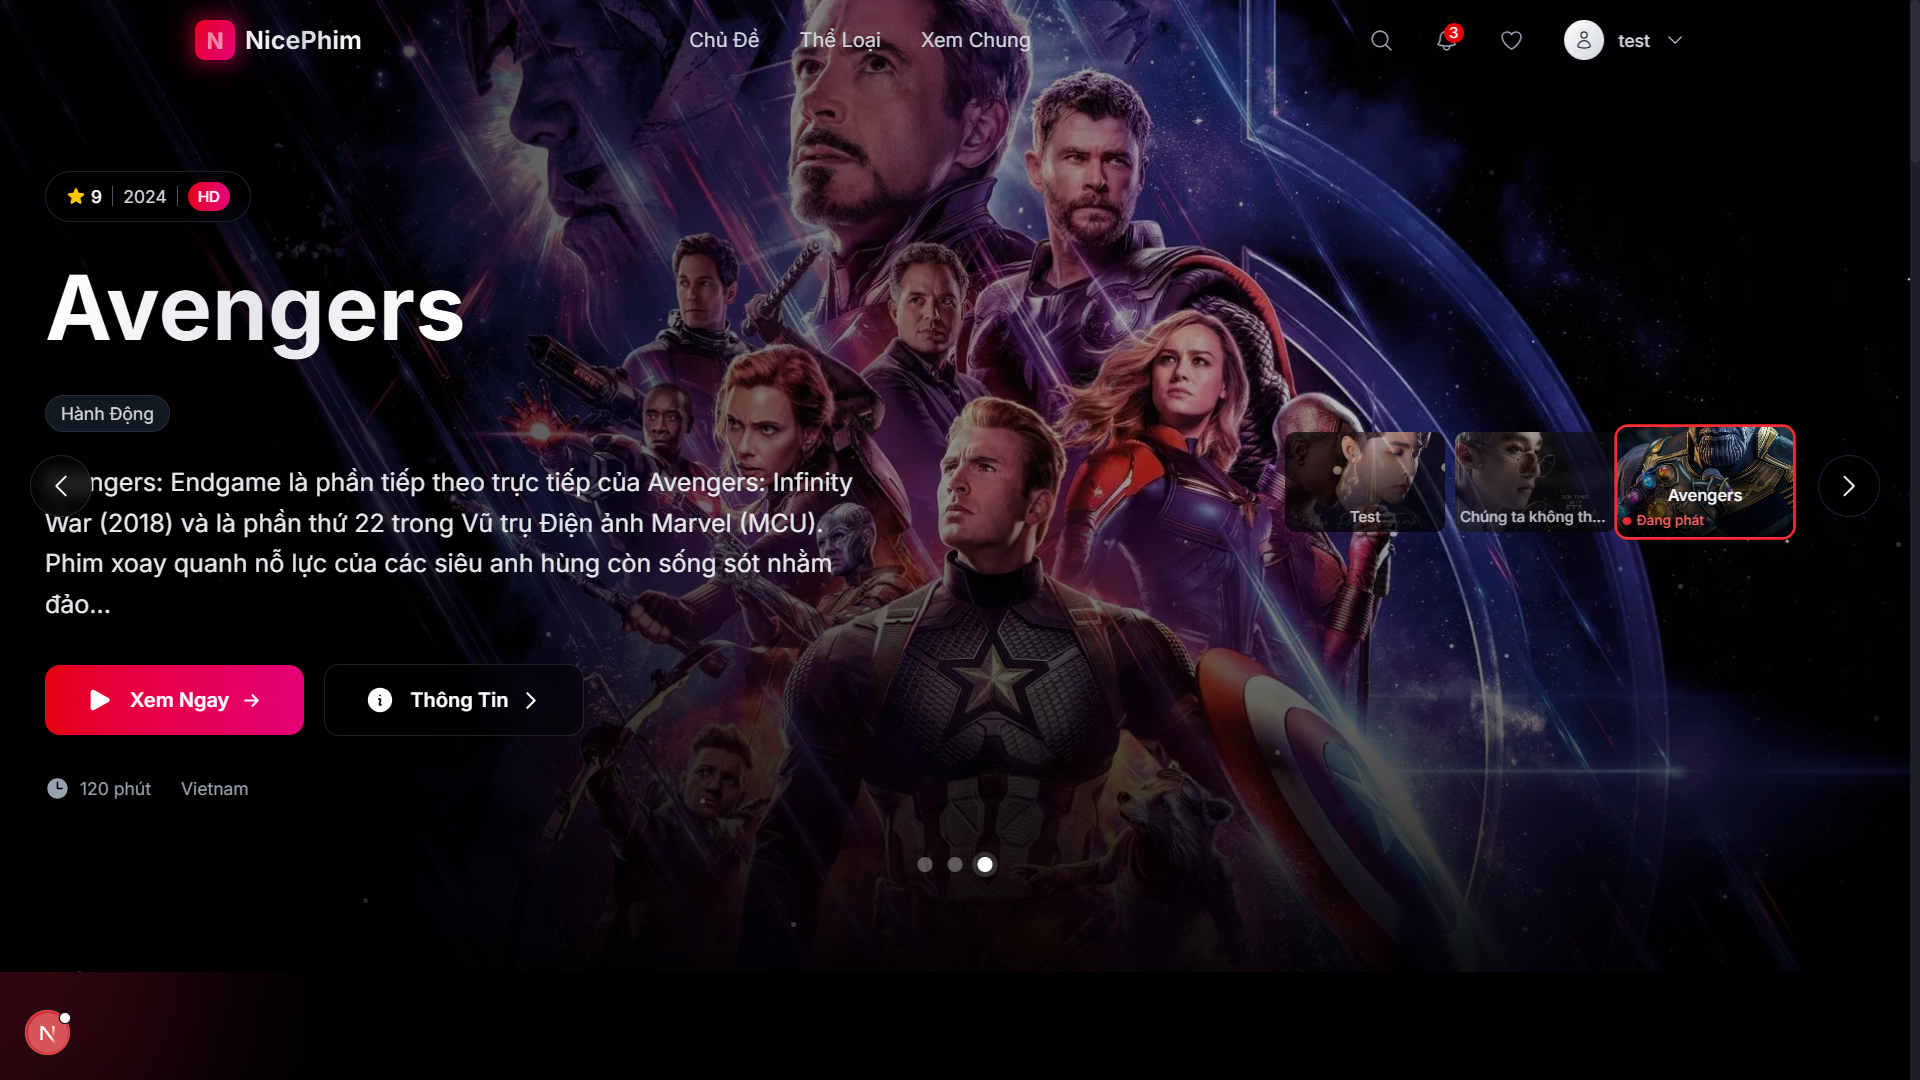 N NicePhim
Chủ Đề Thể Loại Xem Chung
3
test
9 2024 HD
Avengers
Hành Động
ngers: Endgame là phần tiếp theo trực tiếp của Avengers: Infinity
War (2018) và là phần thứ 22 trong Vũ trụ Điện ảnh Marvel (MCU).
Phim xoay quanh nỗ lực của các siêu anh hùng còn sống sót nhằm
đảo...
Test
Chúng ta không th...
Avengers
Đang phát
Xem Ngay
Thông Tin
120 phút Vietnam
N